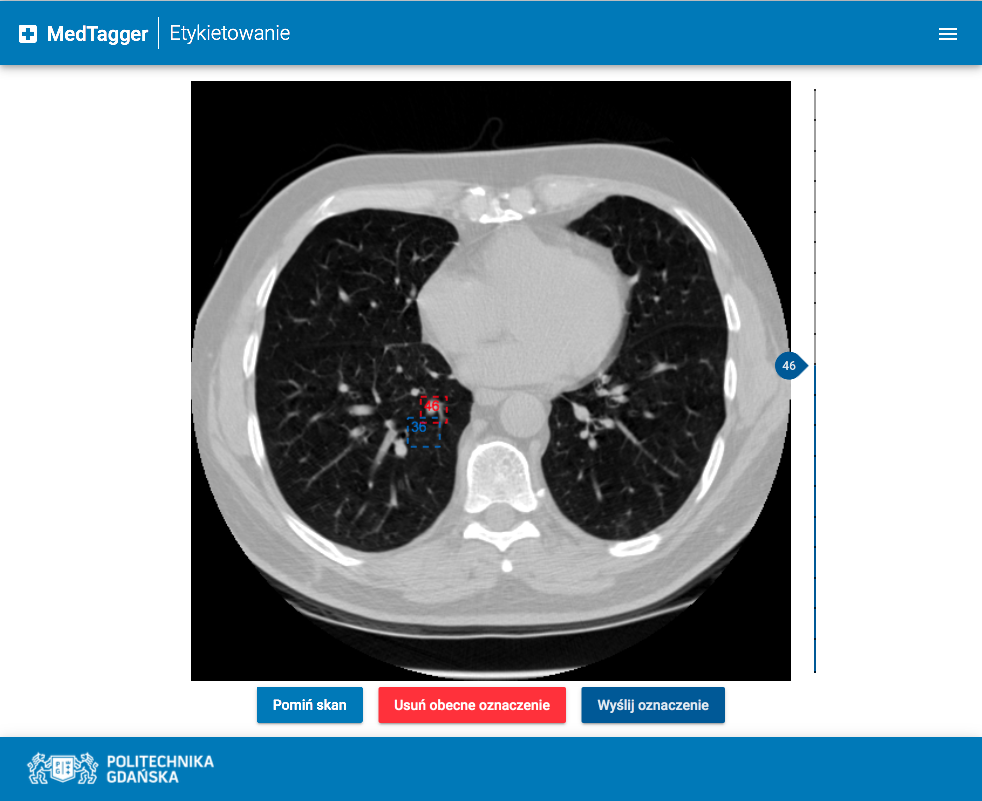 MedTagger Etykietowanie
46
46
36
Pomiń skan Usuń obecne oznaczenie Wyślij oznaczenie
POLITECHNIKA
GDAŃSKA